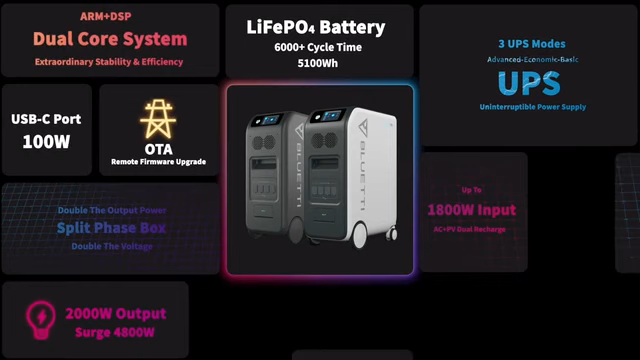 ARM+DSP
Dual Core System
Extraordinary Stability & Efficiency
LiFePO₄ Battery
6000+ Cycle Time
5100Wh
3 UPS Modes
Advanced-Economic-Basic
UPS
Uninterruptible Power Supply
USB-C Port
100W
OTA
Remote Firmware Upgrade
BLUETTI
BLUETTI
Double The Output Power
Split Phase Box
Double The Voltage
Up To
1800W Input
AC+PV Dual Recharge
2000W Output
Surge 4800W